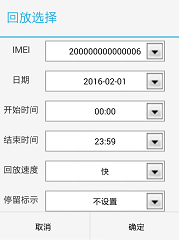 回放选择
IMEI 200000000000006
日期 2016-02-01
开始时间 00:00
结束时间 23:59
回放速度 快
停留标示 不设置
取消 确定